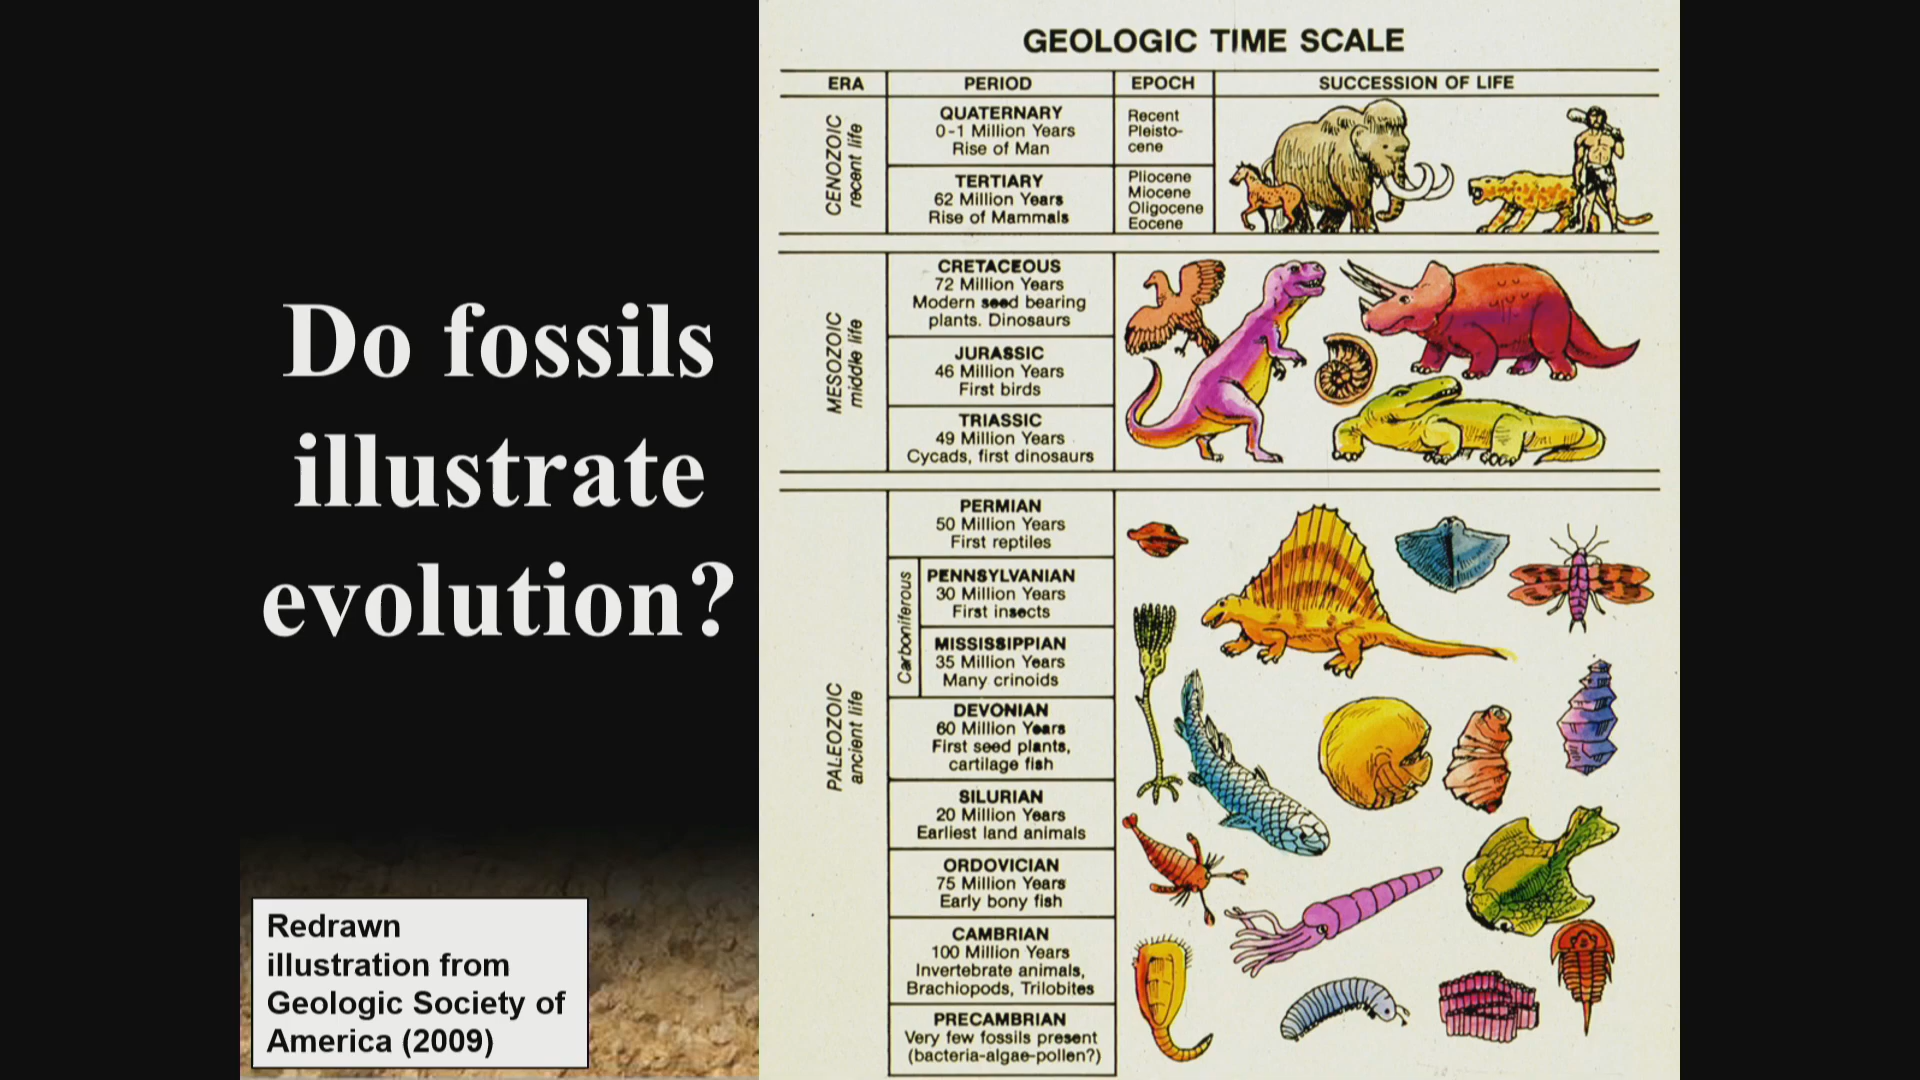 Do fossils
illustrate
evolution?
Redrawn
illustration from
Geologic Society of
America (2009)
GEOLOGIC TIME SCALE
ERA PERIOD EPOCH SUCCESSION OF LIFE
CENOZOIC
recent life
QUATERNARY
0-1 Million Years
Rise of Man
Recent
Pleisto-
cene
TERTIARY
62 Million Years
Rise of Mammals
Pliocene
Miocene
Oligocene
Eocene
MESOZOIC
middle life
CRETACEOUS
72 Million Years
Modern seed bearing
plants. Dinosaurs
JURASSIC
46 Million Years
First birds
TRIASSIC
49 Million Years
Cycads, first dinosaurs
PALEOZOIC
ancient life
PERMIAN
50 Million Years
First reptiles
Carboniferous
PENNSYLVANIAN
30 Million Years
First insects
MISSISSIPPIAN
35 Million Years
Many crinoids
DEVONIAN
60 Million Years
First seed plants,
cartilage fish
SILURIAN
20 Million Years
Earliest land animals
ORDOVICIAN
75 Million Years
Early bony fish
CAMBRIAN
100 Million Years
Invertebrate animals,
Brachiopods, Trilobites
PRECAMBRIAN
Very few fossils present
(bacteria-algae-pollen?)